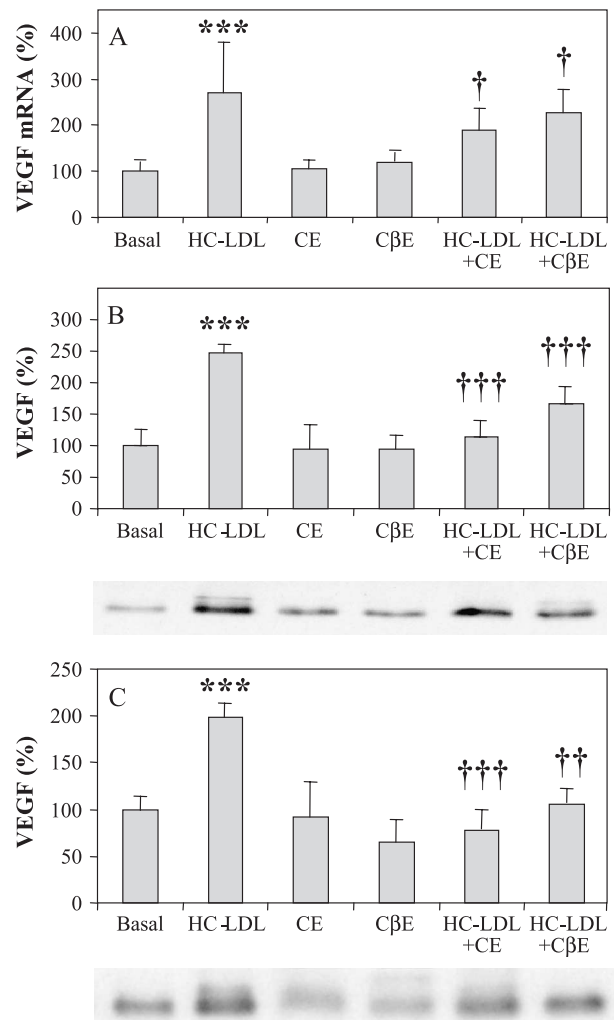 A
VEGF mRNA (%)
400
300
200
100
0
***
†
†
Basal HC-LDL CE CβE HC-LDL HC-LDL
+CE +CβE
B
VEGF (%)
300
250
200
150
100
50
0
***
†††
†††
Basal HC-LDL CE CβE HC-LDL HC-LDL
+CE +CβE
C
VEGF (%)
250
200
150
100
50
0
***
†††
††
Basal HC-LDL CE CβE HC-LDL HC-LDL
+CE +CβE